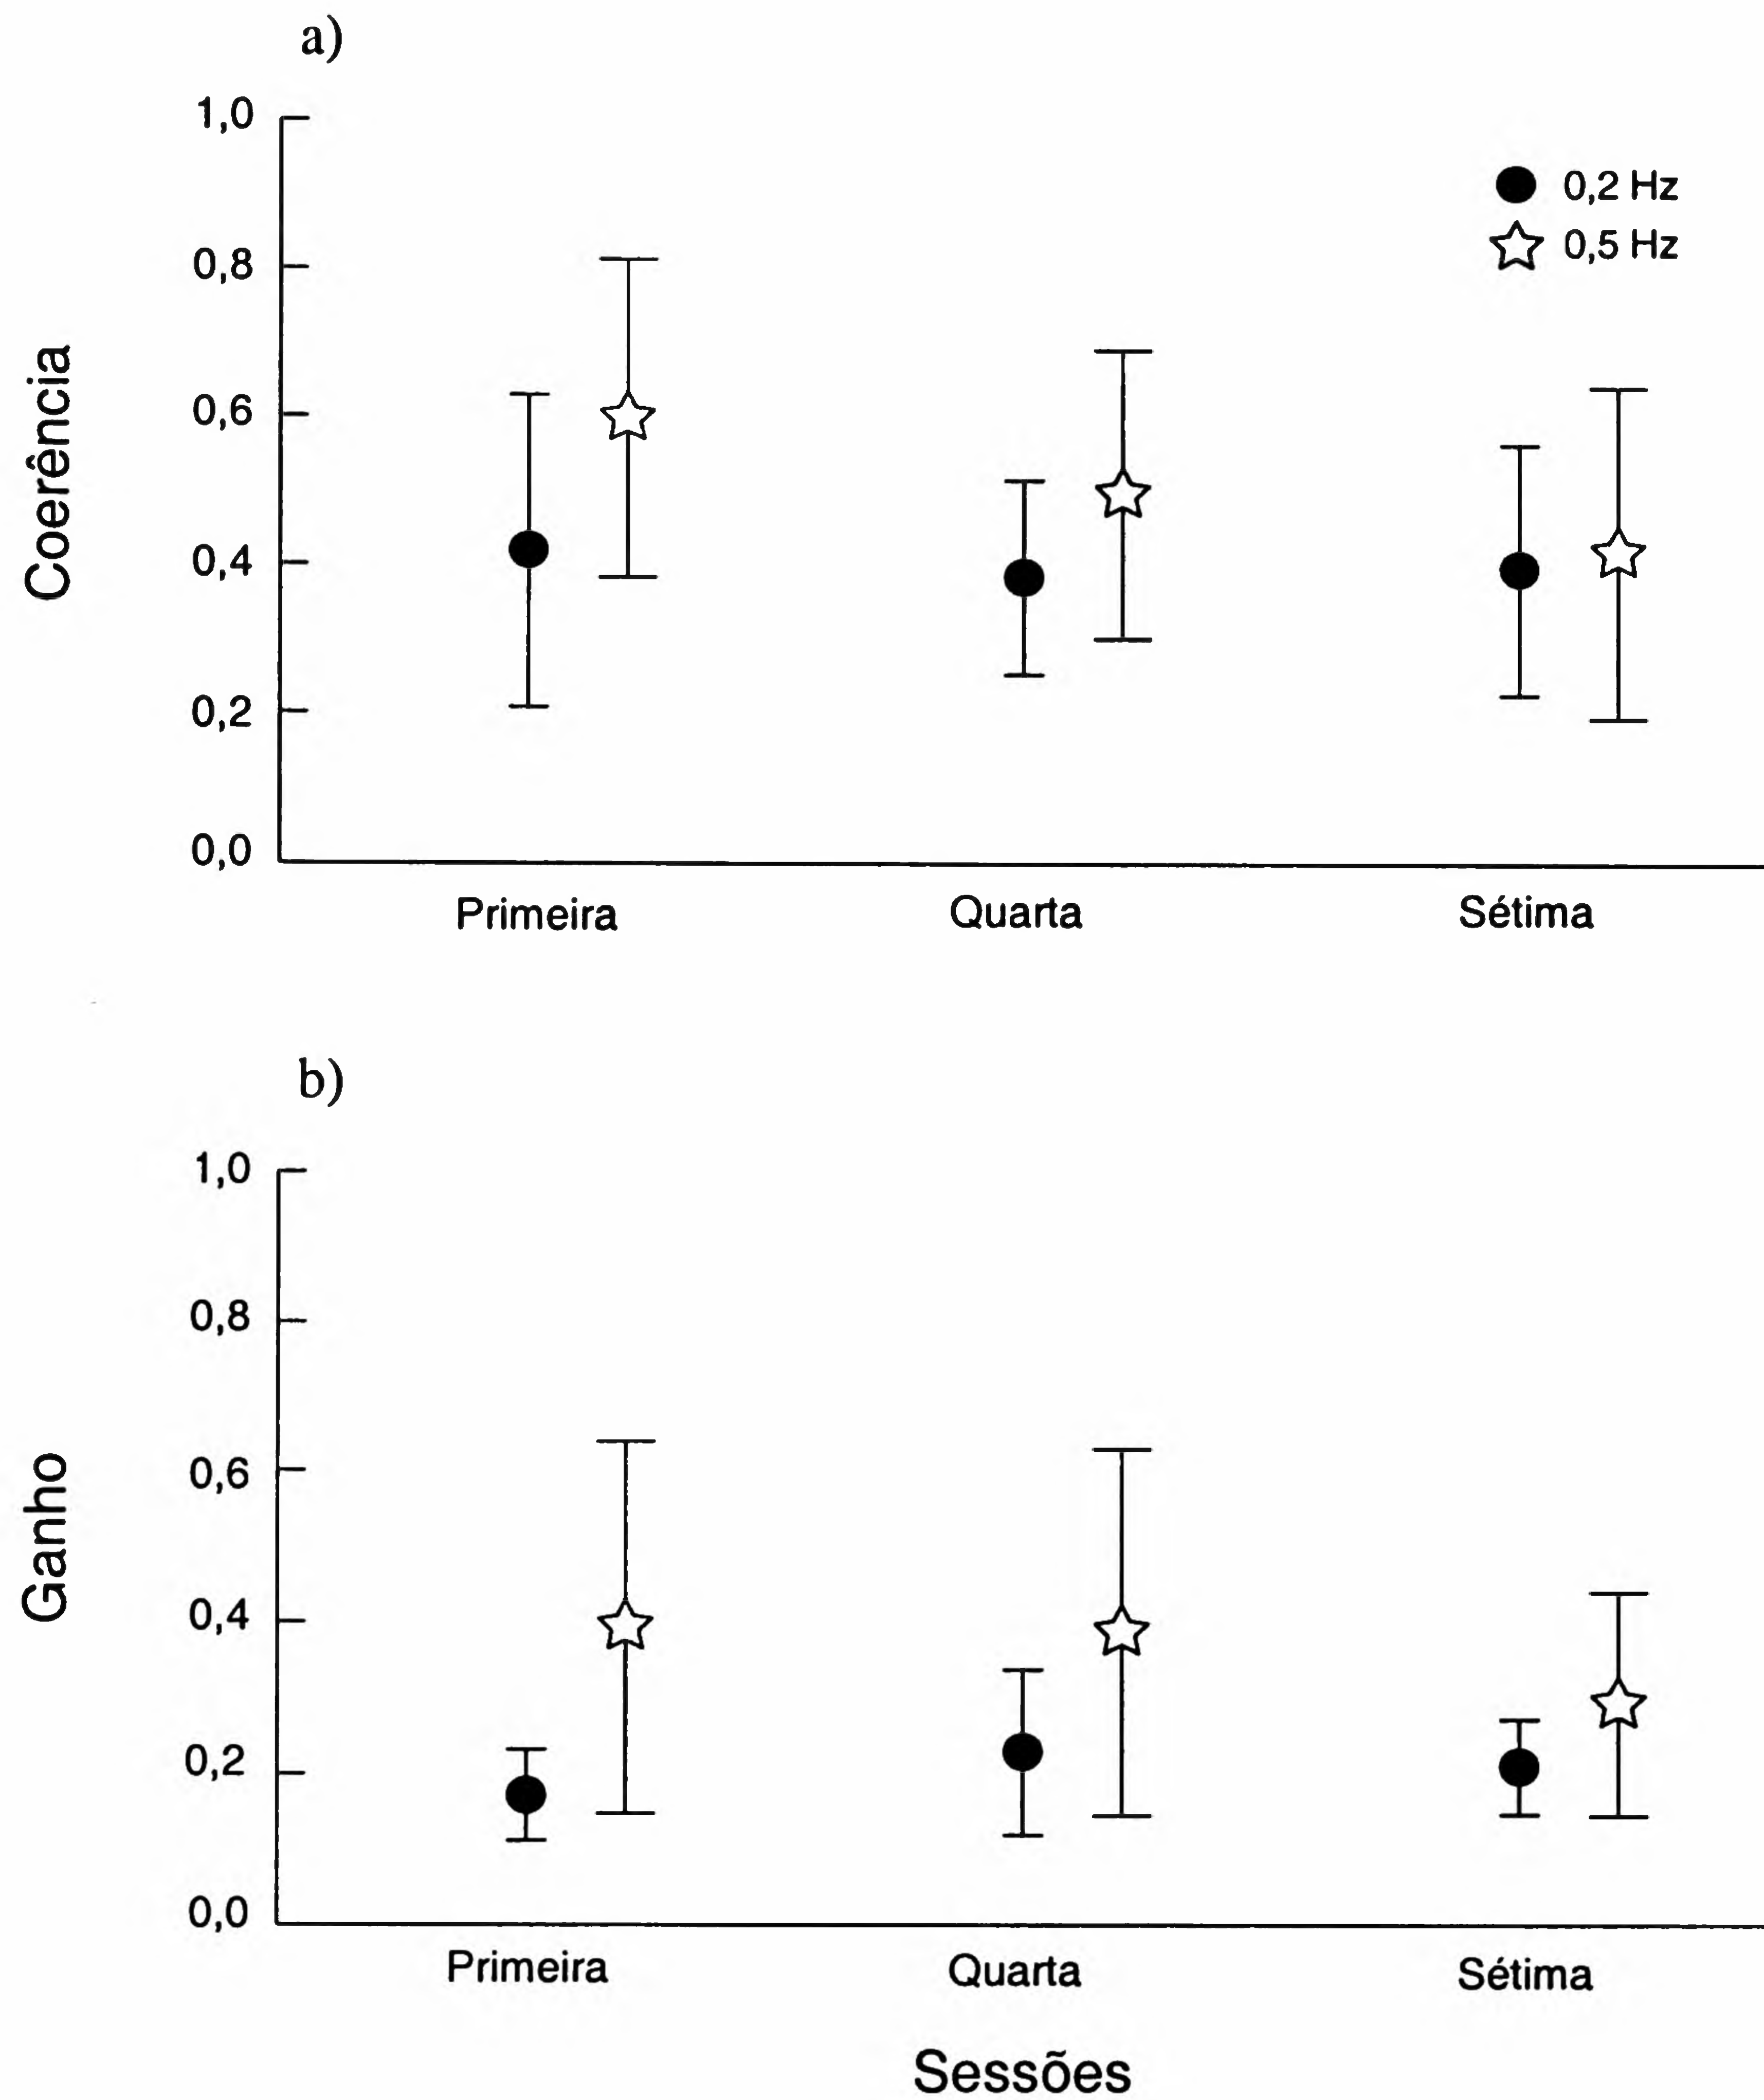 a)
1,0
0,8
0,6
0,4
0,2
0,0
Coerência
0,2 Hz
0,5 Hz
Primeira Quarta Sétima
b)
1,0
0,8
0,6
0,4
0,2
0,0
Ganho
Primeira Quarta Sétima
Sessões